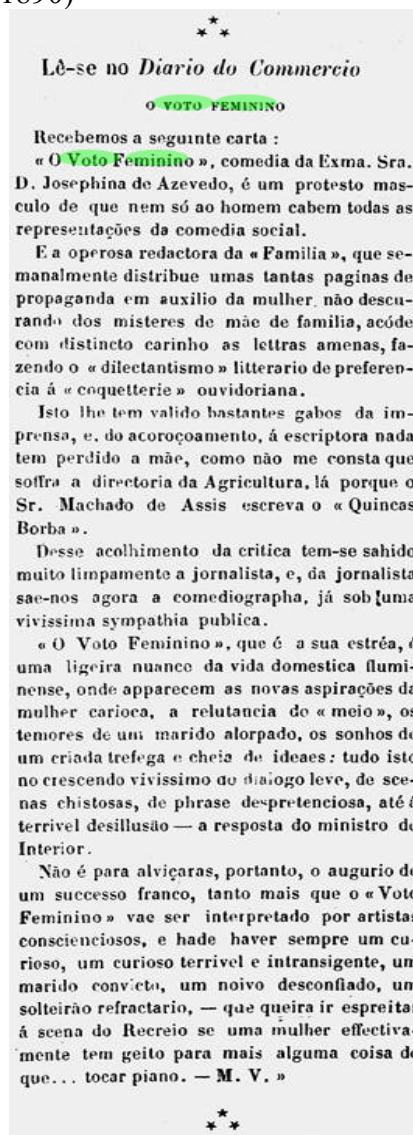 1890)
* * *
Lê-se no Diario do Commercio
O VOTO FEMININO
Recebemos a seguinte carta :
« O Voto Feminino », comedia da Exma. Sra.
D. Josephina de Azevedo, é um protesto mas-
culo de que nem só ao homem cabem todas as
representações da comedia social.
E a operosa redactora da « Familia », que se-
manalmente distribue umas tantas paginas de
propaganda em auxilio da mulher, não descu-
rando dos misteres de mãe de familia, acóde
com distincto carinho as lettras amenas, fa-
zendo o « dilectantismo » litterario de preferen-
cia á « coquetterie » ouvidoriana.
Isto lhe tem valido bastantes gabos da im-
prensa, e, do acoroçoamento, á escriptora nada
tem perdido a mãe, como não me consta que
soffra a directoria da Agricultura, lá porque o
Sr. Machado de Assis escreva o « Quincas
Borba ».
Desse acolhimento da critica tem-se sahido
muito limpamente a jornalista, e, da jornalista
sae-nos agora a comediographa, já sob uma
vivissima sympathia publica.
« O Voto Feminino », que é a sua estréa, é
uma ligeira nuance da vida domestica flumi-
nense, onde apparecem as novas aspirações da
mulher carioca, a relutancia do « meio », os
temores de um marido alorpado, os sonhos de
um criada trefega e cheia de ideaes : tudo isto
no crescendo vivissimo do dialogo leve, de sce-
nas chistosas, de phrase despretenciosa, até á
terrivel desillusão — a resposta do ministro do
Interior.
Não é para alviçaras, portanto, o augurio de
um successo franco, tanto mais que o « Voto
Feminino » vae ser interpretado por artistas
conscienciosos, e hade haver sempre um cu-
rioso, um curioso terrivel e intransigente, um
marido convicto, um noivo desconfiado, um
solteirão refractario, — que queira ir espreitar
á scena do Recreio se uma mulher effectiva-
mente tem geito para mais alguma coisa do
que... tocar piano. — M. V. »
* * *